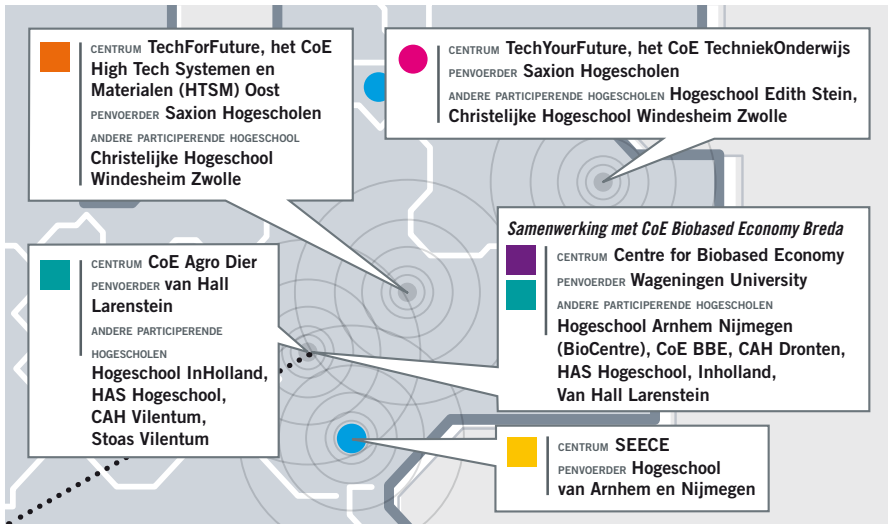 CENTRUM TechForFuture, het CoE
High Tech Systemen en
Materialen (HTSM) Oost
PENVOERDER Saxion Hogescholen
ANDERE PARTICIPERENDE HOGESCHOOL
Christelijke Hogeschool
Windesheim Zwolle
CENTRUM TechYourFuture, het CoE TechniekOnderwijs
PENVOERDER Saxion Hogescholen
ANDERE PARTICIPERENDE HOGESCHOLEN Hogeschool Edith Stein,
Christelijke Hogeschool Windesheim Zwolle
CENTRUM CoE Agro Dier
PENVOERDER van Hall
Larenstein
ANDERE PARTICIPERENDE
HOGESCHOLEN
Hogeschool InHolland,
HAS Hogeschool,
CAH Vilentum,
Stoas Vilentum
Samenwerking met CoE Biobased Economy Breda
CENTRUM Centre for Biobased Economy
PENVOERDER Wageningen University
ANDERE PARTICIPERENDE HOGESCHOLEN
Hogeschool Arnhem Nijmegen
(BioCentre), CoE BBE, CAH Dronten,
HAS Hogeschool, Inholland,
Van Hall Larenstein
CENTRUM SEECE
PENVOERDER Hogeschool
van Arnhem en Nijmegen